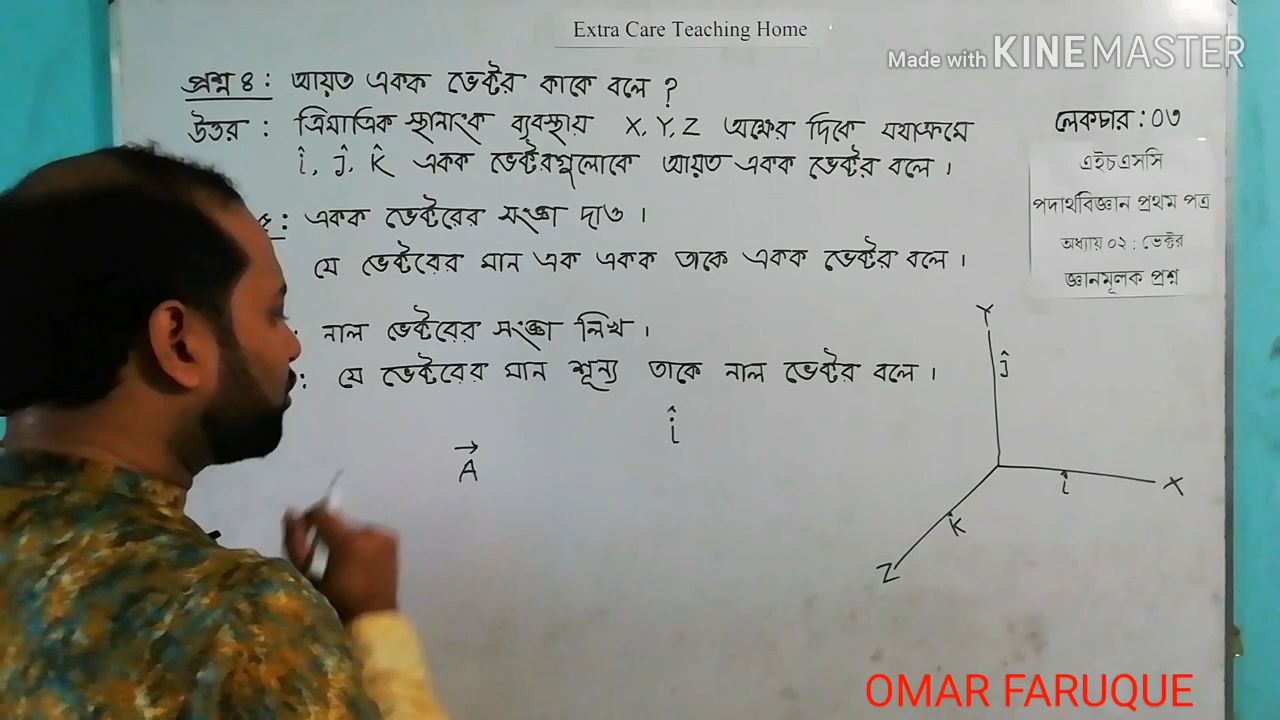 Extra Care Teaching Home
Made with KINEMASTER
প্রশ্ন ৪ : আয়ত একক ভেক্টর কাকে বলে ?
উত্তর : ত্রিমাত্রিক স্থানাংক ব্যবস্থায় X, Y, Z অক্ষের দিকে যথাক্রমে
î, ĵ, k̂ একক ভেক্টরগুলোকে আয়ত একক ভেক্টর বলে ।
৫ : একক ভেক্টরের সংজ্ঞা দাও ।
যে ভেক্টরের মান এক একক তাকে একক ভেক্টর বলে ।
: নাল ভেক্টরের সংজ্ঞা লিখ ।
: যে ভেক্টরের মান শূন্য তাকে নাল ভেক্টর বলে ।
লেকচার : ০৩
এইচএসসি
পদার্থবিজ্ঞান প্রথম পত্র
অধ্যায় ০২ : ভেক্টর
জ্ঞানমূলক প্রশ্ন
î
A⃗
Y
ĵ
î
X
k̂
Z
OMAR FARUQUE